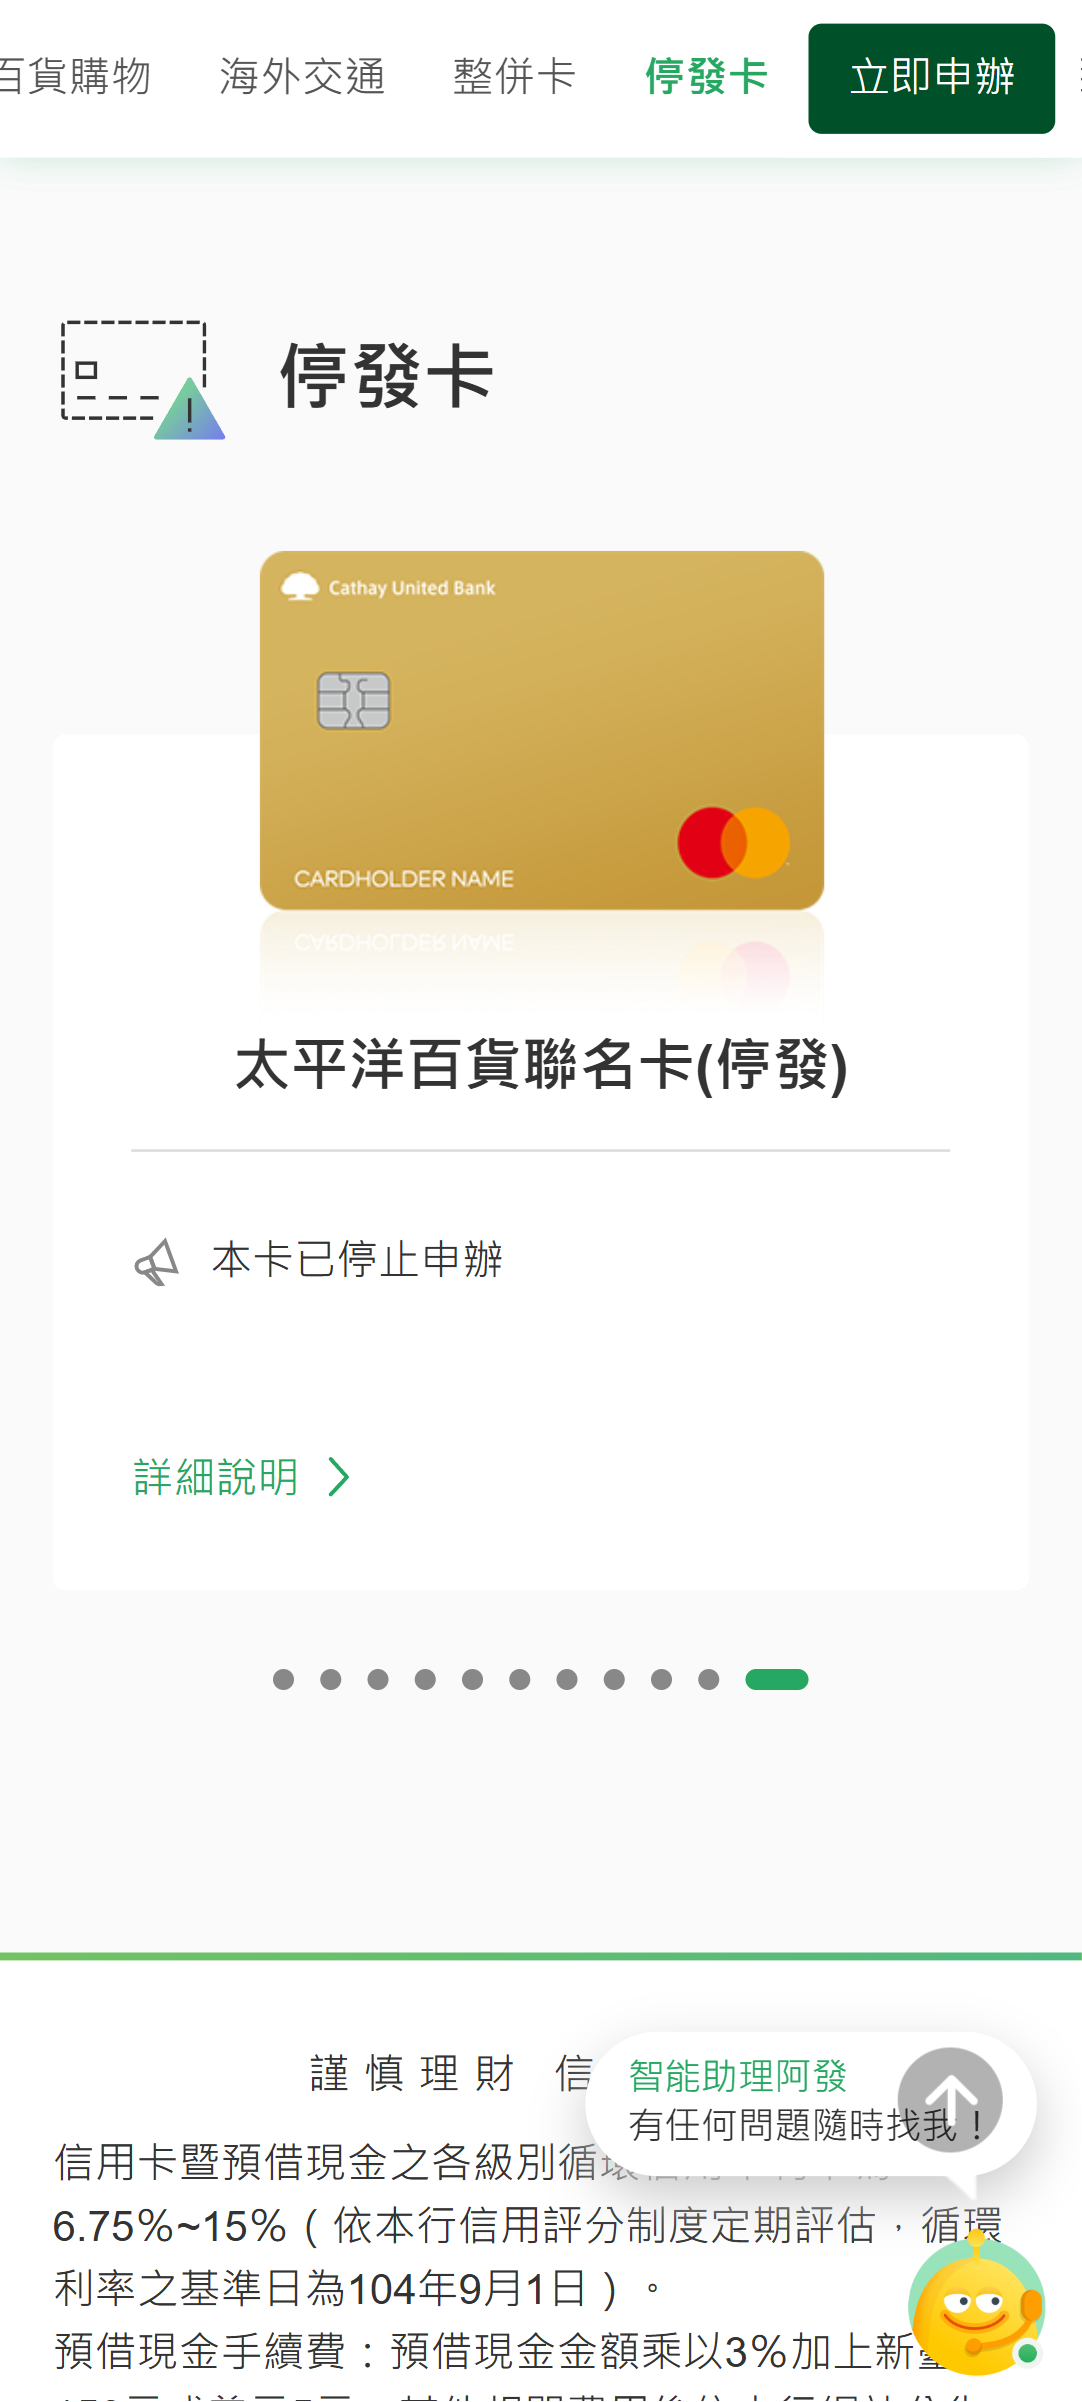 百貨購物 海外交通 整併卡 停發卡 立即申辦
停發卡
Cathay United Bank
CARDHOLDER NAME
太平洋百貨聯名卡(停發)
本卡已停止申辦
詳細說明
謹慎理財 信
智能助理阿發
有任何問題隨時找我！
信用卡暨預借現金之各級別循環信用
6.75%~15%（依本行信用評分制度定期評估，循環
利率之基準日為104年9月1日）。
預借現金手續費：預借現金金額乘以3%加上新臺